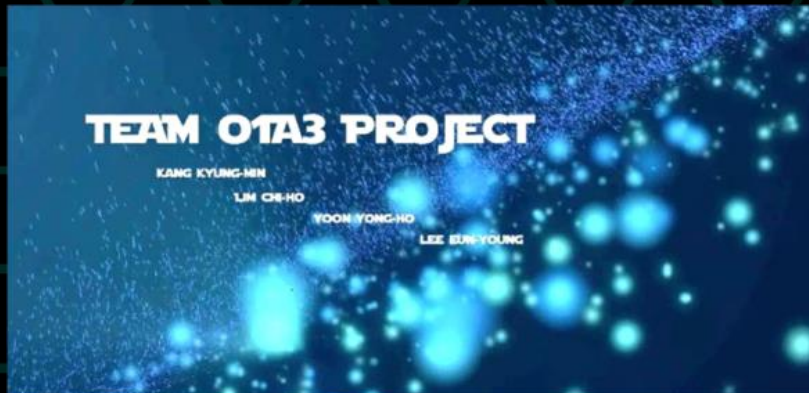 TEAM 01A3 PROJECT
KANG KYUNG-MIN
LIM CHI-HO
YOON YONG-HO
LEE EUN-YOUNG